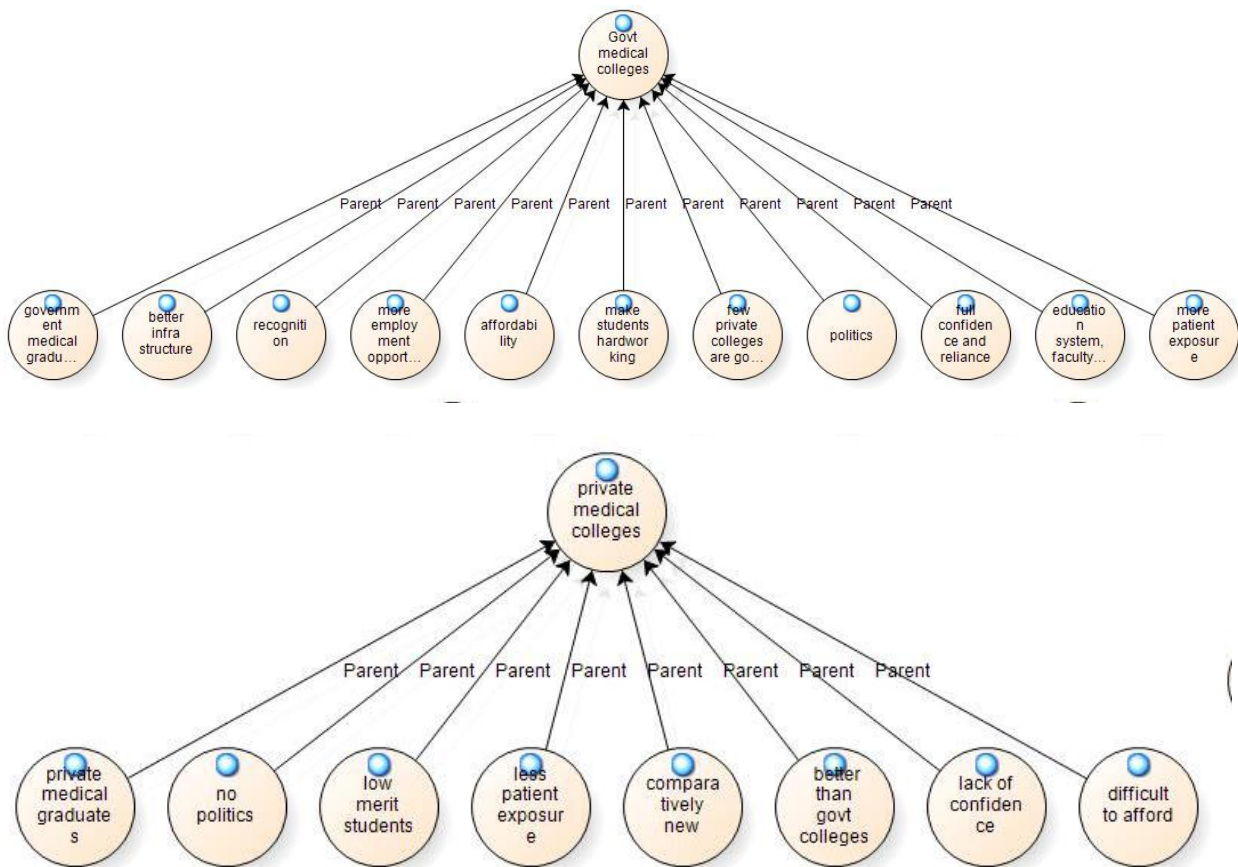 Govt
medical
colleges
Parent Parent Parent Parent Parent Parent Parent Parent Parent Parent Parent
governm
ent
medical
gradu...
better
infra
structure
recogniti
on
more
employ
ment
opport...
affordabi
lity
make
students
hardwor
king
few
private
colleges
are go...
politics
full
confiden
ce and
reliance
educatio
n
system,
faculty...
more
patient
exposur
e
private
medical
colleges
Parent Parent Parent Parent Parent Parent Parent Parent
private
medical
graduate
s
no
politics
low
merit
students
less
patient
exposur
e
compara
tively
new
better
than
govt
colleges
lack of
confiden
ce
difficult
to afford